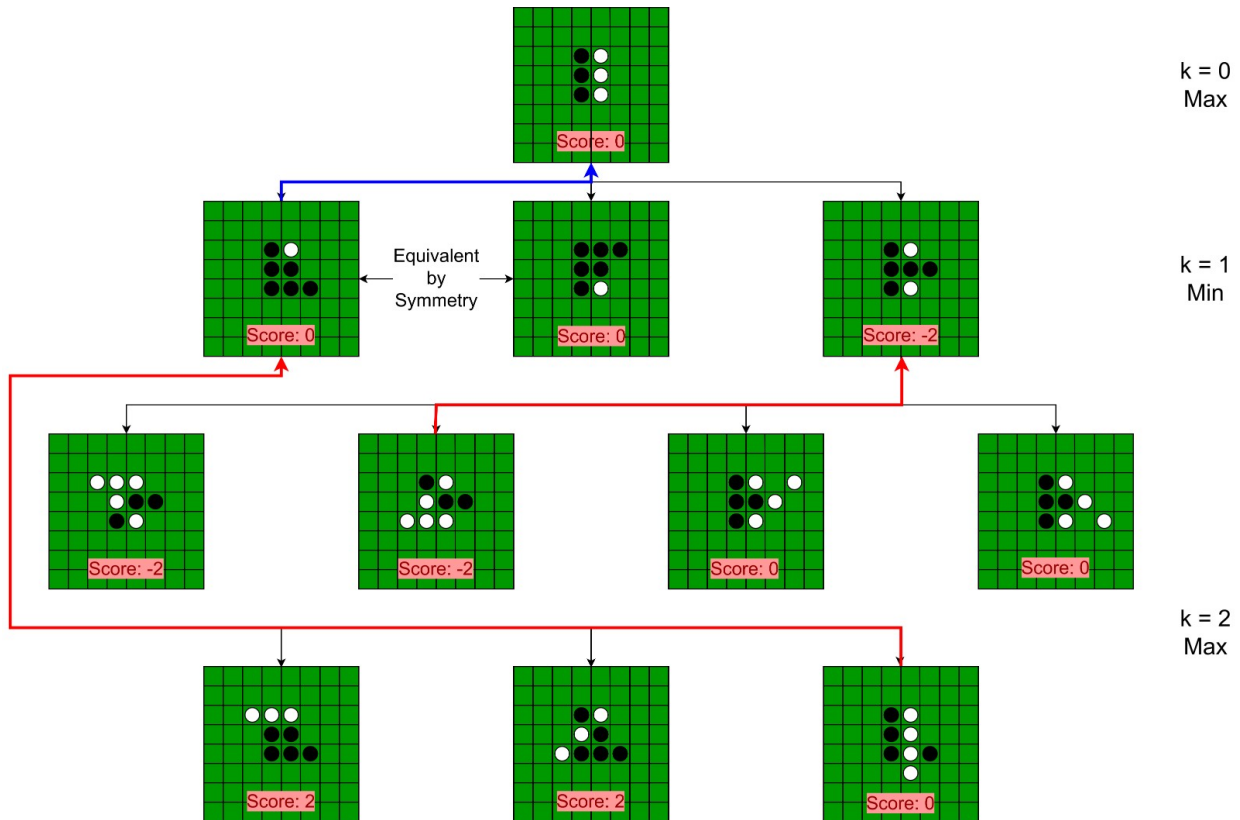 k = 0
Max
Score: 0
Equivalent
by
Symmetry
k = 1
Min
Score: 0
Score: 0
Score: -2
Score: -2
Score: -2
Score: 0
Score: 0
k = 2
Max
Score: 2
Score: 2
Score: 0